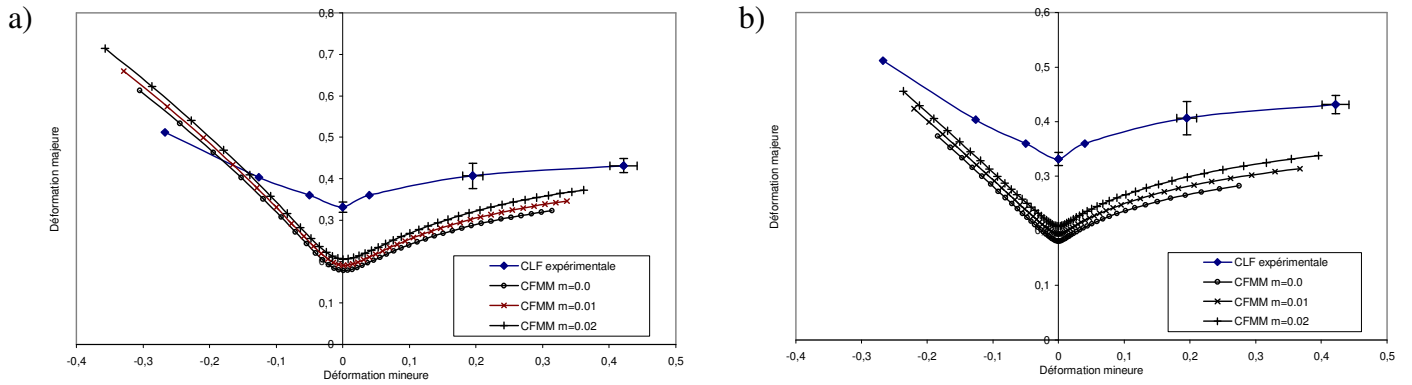 a)
0,8
0,7
0,6
0,5
0,4
0,3
0,2
0,1
0
-0,4 -0,3 -0,2 -0,1 0 0,1 0,2 0,3 0,4 0,5
Déformation majeure
Déformation mineure
CLF expérimentale
CFMM m=0.0
CFMM m=0.01
CFMM m=0.02
b)
0,6
0,5
0,4
0,3
0,2
0,1
0
-0,4 -0,3 -0,2 -0,1 0 0,1 0,2 0,3 0,4 0,5
Déformation majeure
Déformation mineure
CLF expérimentale
CFMM m=0.0
CFMM m=0.01
CFMM m=0.02